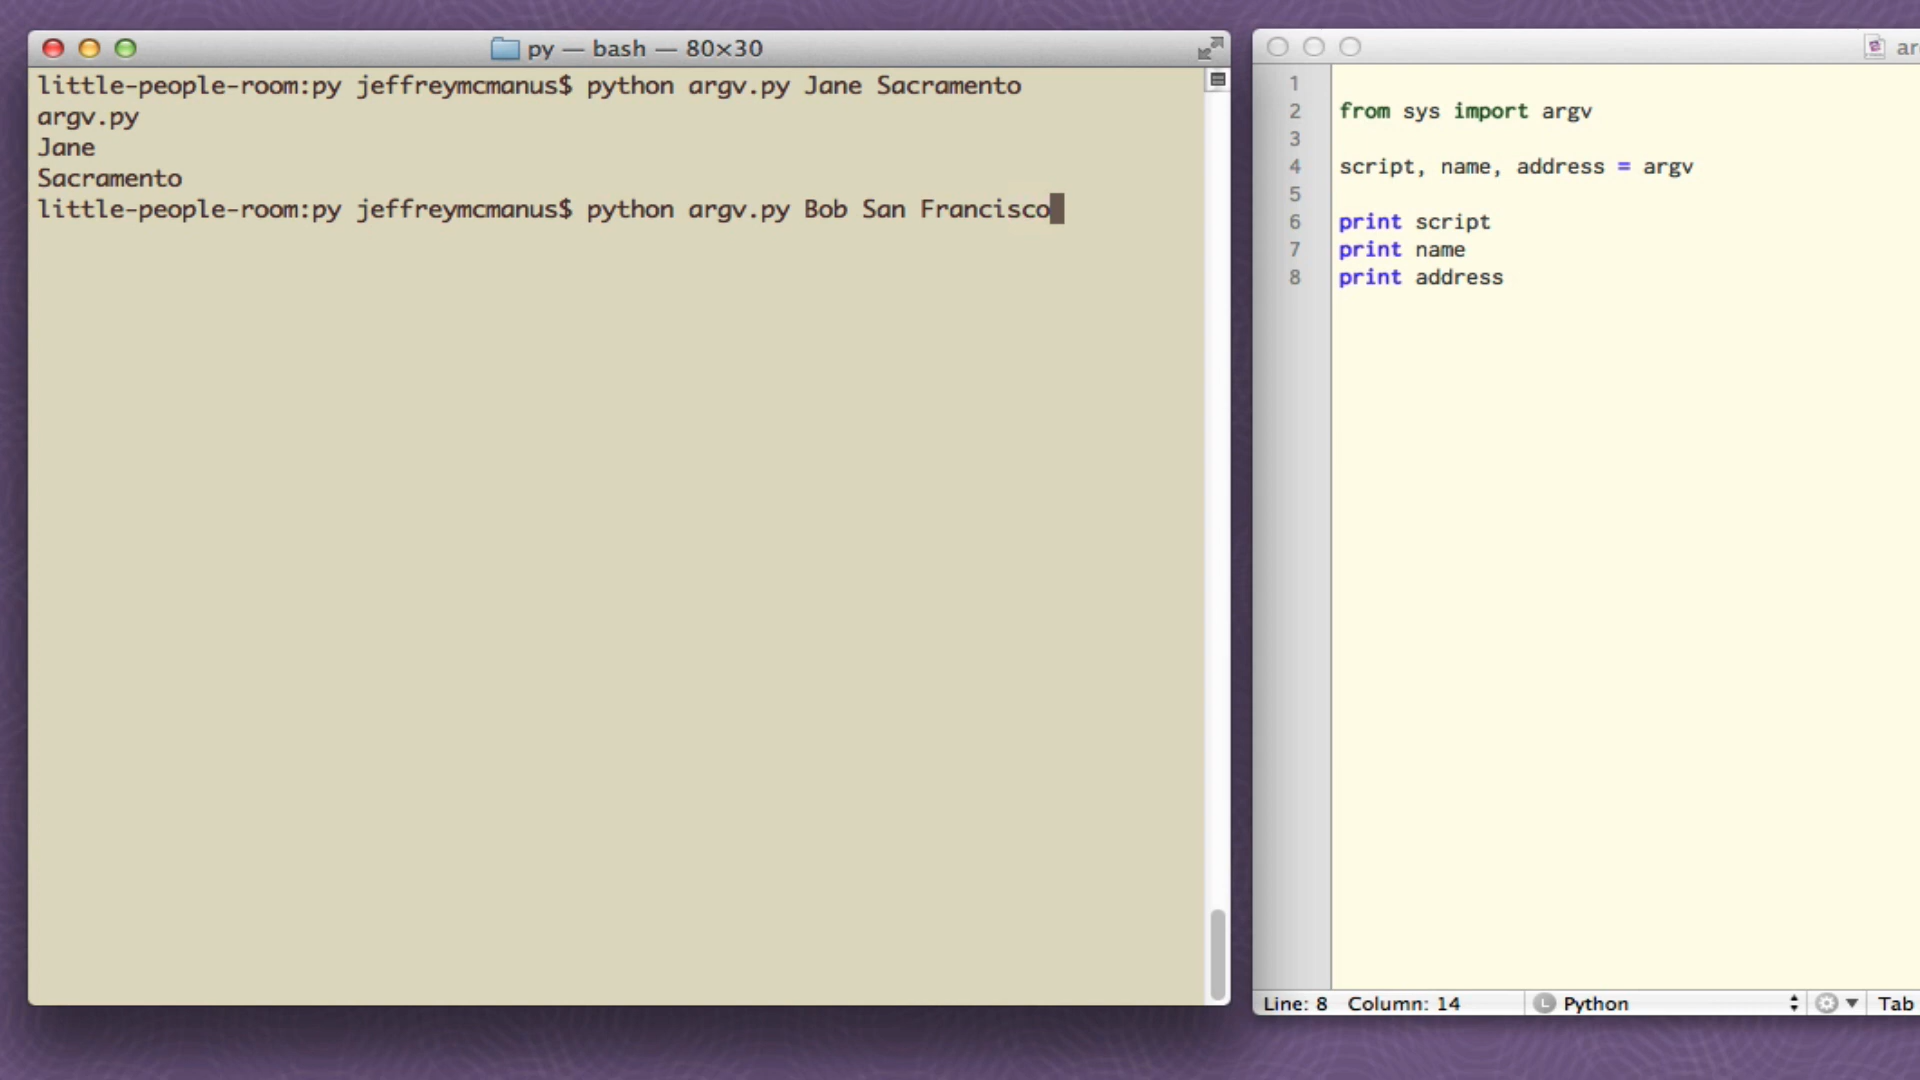 py — bash — 80×30
little-people-room:py jeffreymcmanus$ python argv.py Jane Sacramento
argv.py
Jane
Sacramento
little-people-room:py jeffreymcmanus$ python argv.py Bob San Francisco
1
2 from sys import argv
3
4 script, name, address = argv
5
6 print script
7 print name
8 print address
Line: 8 Column: 14 L Python Tab